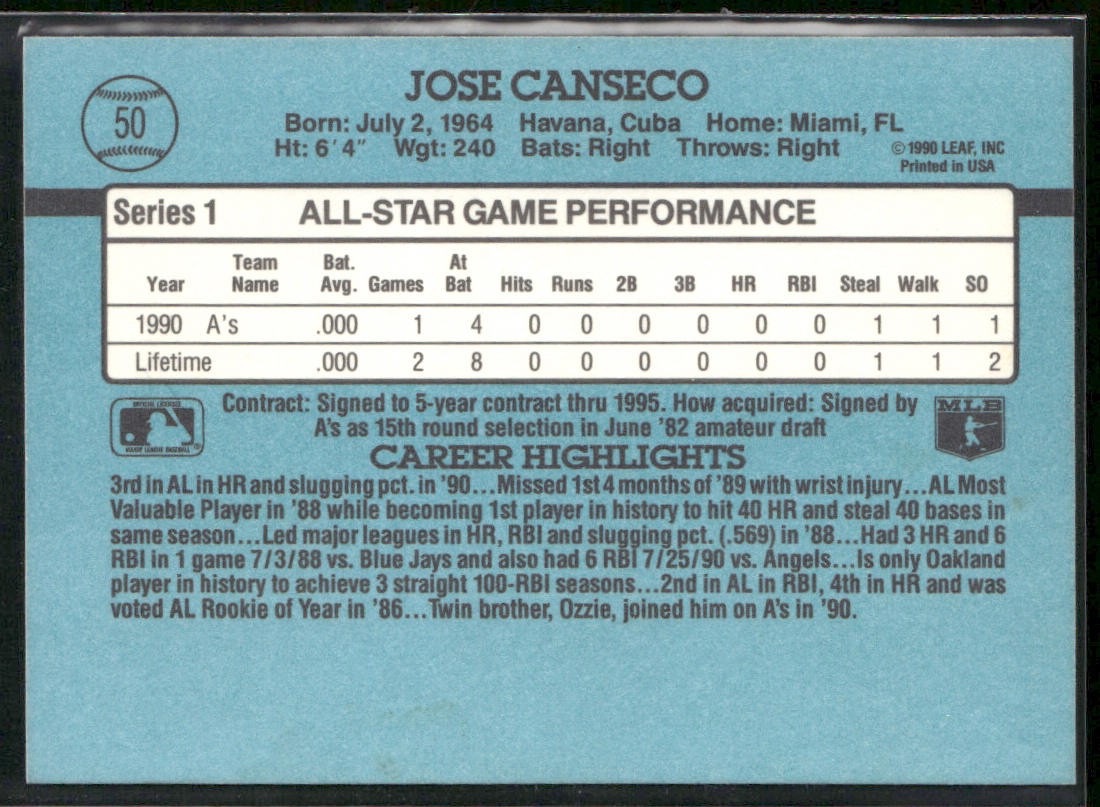 50
JOSE CANSECO
Born: July 2, 1964 Havana, Cuba Home: Miami, FL
Ht: 6'4" Wgt: 240 Bats: Right Throws: Right
©1990 LEAF, INC
Printed in USA
Series 1 ALL-STAR GAME PERFORMANCE
Year Team Name Bat. Avg. Games At Bat Hits Runs 2B 3B HR RBI Steal Walk SO
1990 A's .000 1 4 0 0 0 0 0 0 1 1 1
Lifetime .000 2 8 0 0 0 0 0 0 1 1 2
OFFICIAL LICENSEE
MAJOR LEAGUE BASEBALL
Contract: Signed to 5-year contract thru 1995. How acquired: Signed by
A's as 15th round selection in June '82 amateur draft
MLB
CAREER HIGHLIGHTS
3rd in AL in HR and slugging pct. in '90...Missed 1st 4 months of '89 with wrist injury...AL Most
Valuable Player in '88 while becoming 1st player in history to hit 40 HR and steal 40 bases in
same season...Led major leagues in HR, RBI and slugging pct. (.569) in '88...Had 3 HR and 6
RBI in 1 game 7/3/88 vs. Blue Jays and also had 6 RBI 7/25/90 vs. Angels...Is only Oakland
player in history to achieve 3 straight 100-RBI seasons...2nd in AL in RBI, 4th in HR and was
voted AL Rookie of Year in '86...Twin brother, Ozzie, joined him on A's in '90.